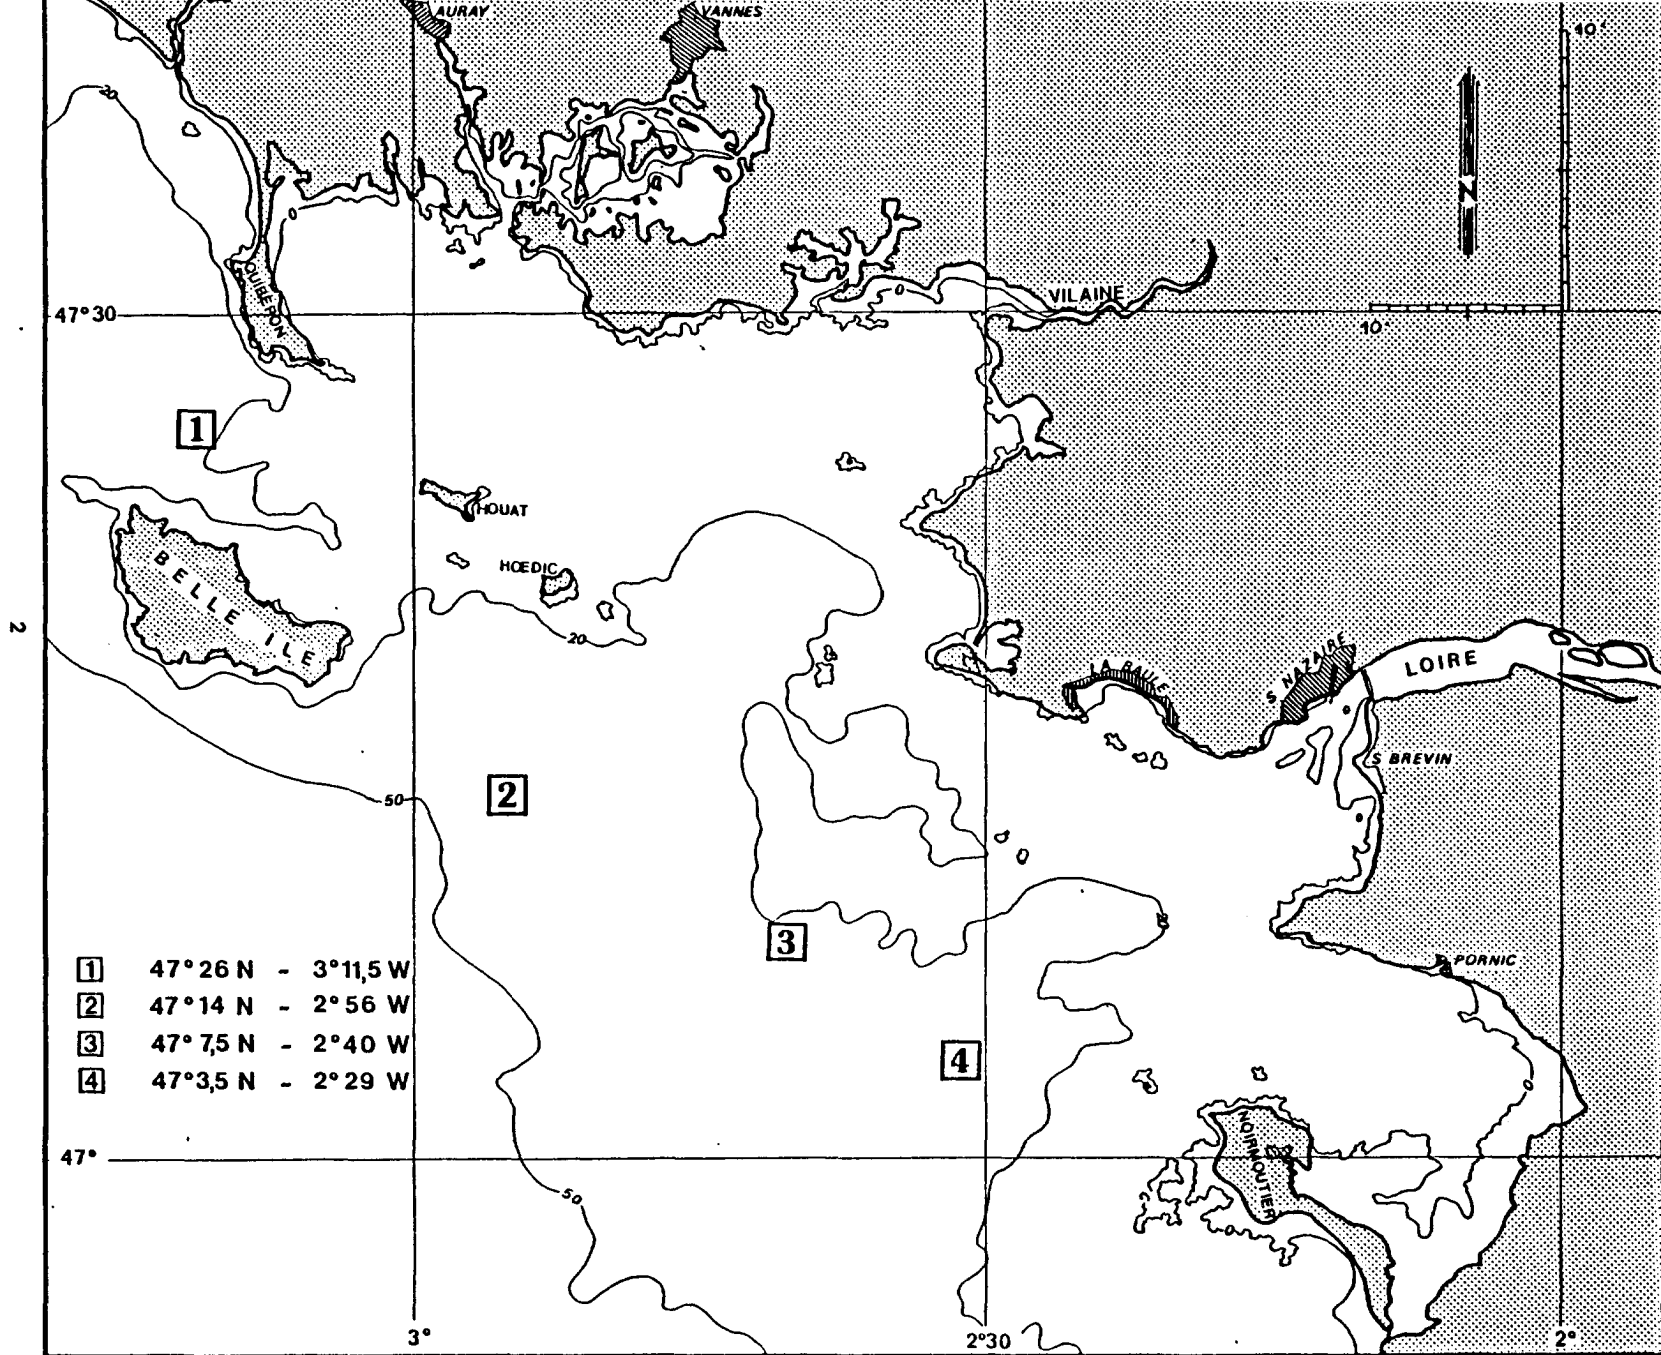 AURAY
VANNES
10'
20
0
QUIBERON
47°30
VILAINE
0
10'
N
1
HOUAT
HŒDIC
BELLE ILE
20
2
LA BAULE
S NAZAIRE
LOIRE
S BREVIN
50
2
3
PORNIC
1 47°26 N - 3°11,5 W
2 47°14 N - 2°56 W
3 47°7,5 N - 2°40 W
4 47°3,5 N - 2°29 W
4
0
NOIRMOUTIER
47°
50
0
3°
2°30
2°